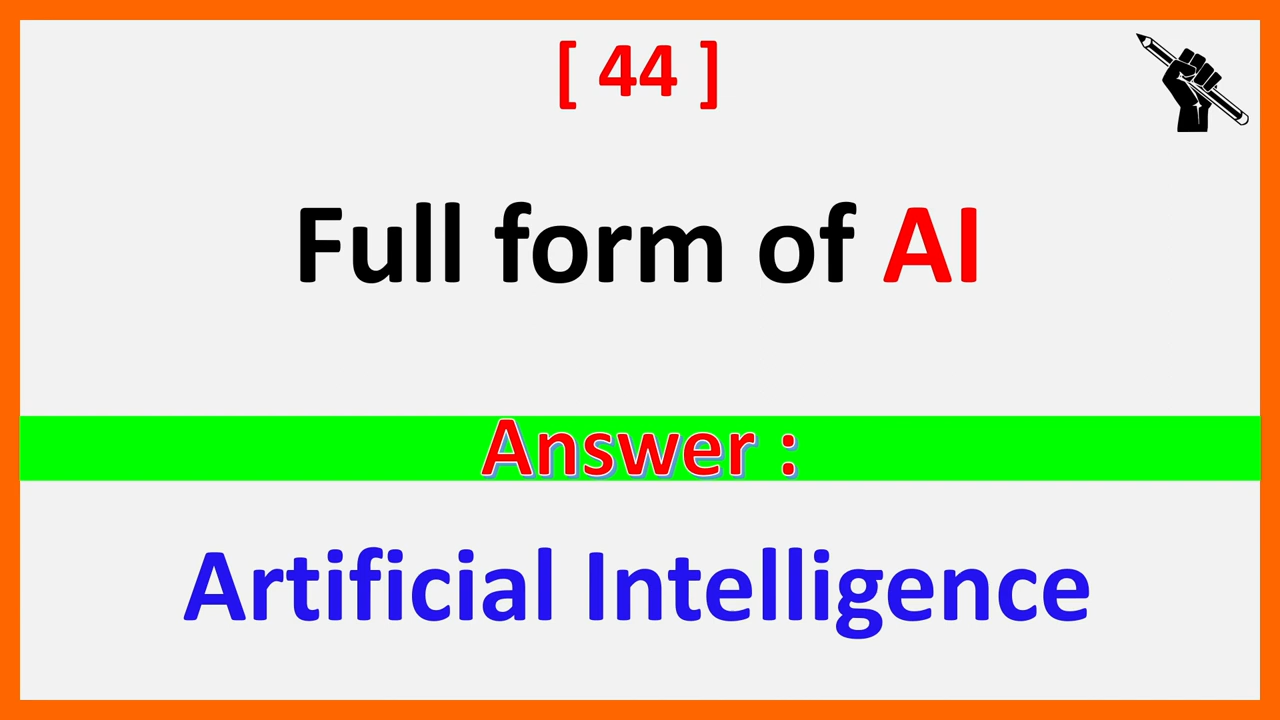 [ 44 ]
Full form of AI
Answer :
Artificial Intelligence